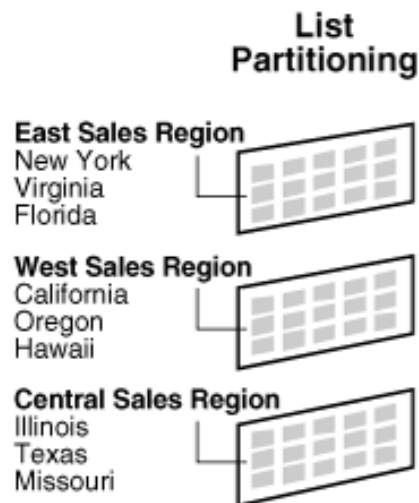 List
Partitioning
East Sales Region
New York
Virginia
Florida
West Sales Region
California
Oregon
Hawaii
Central Sales Region
Illinois
Texas
Missouri